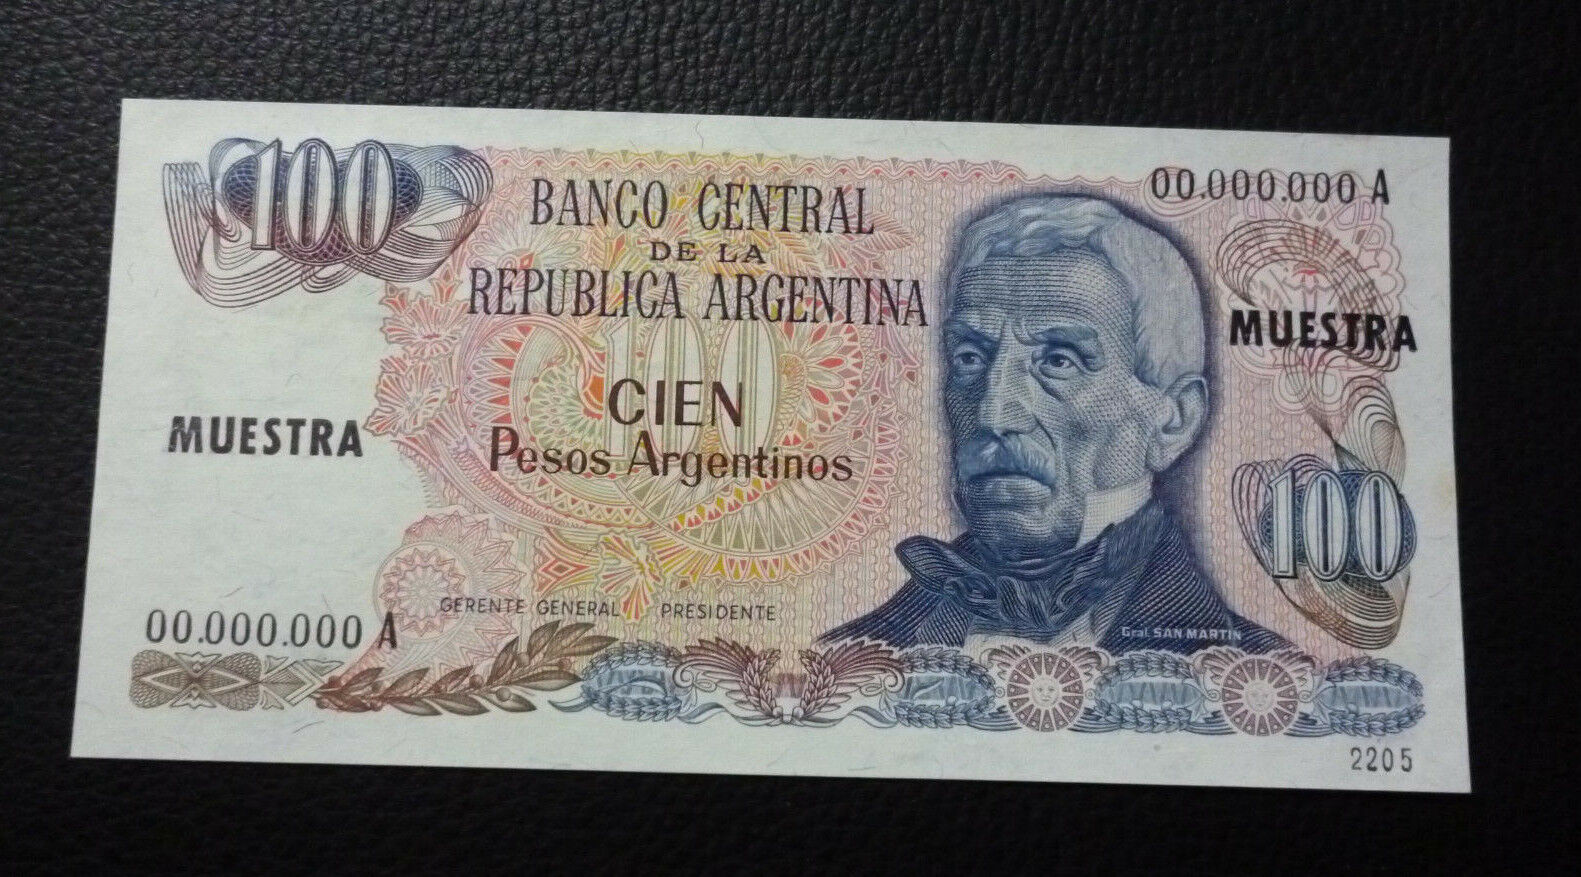 100
BANCO CENTRAL
DE LA
REPUBLICA ARGENTINA
00.000.000 A
MUESTRA
100
CIEN
Pesos Argentinos
MUESTRA
100
GERENTE GENERAL PRESIDENTE
00.000.000 A
Gral. SAN MARTIN
2205